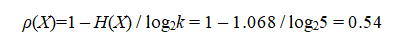 ρ(X)=1 – H(X) / log₂k = 1 – 1.068 / log₂5 = 0.54